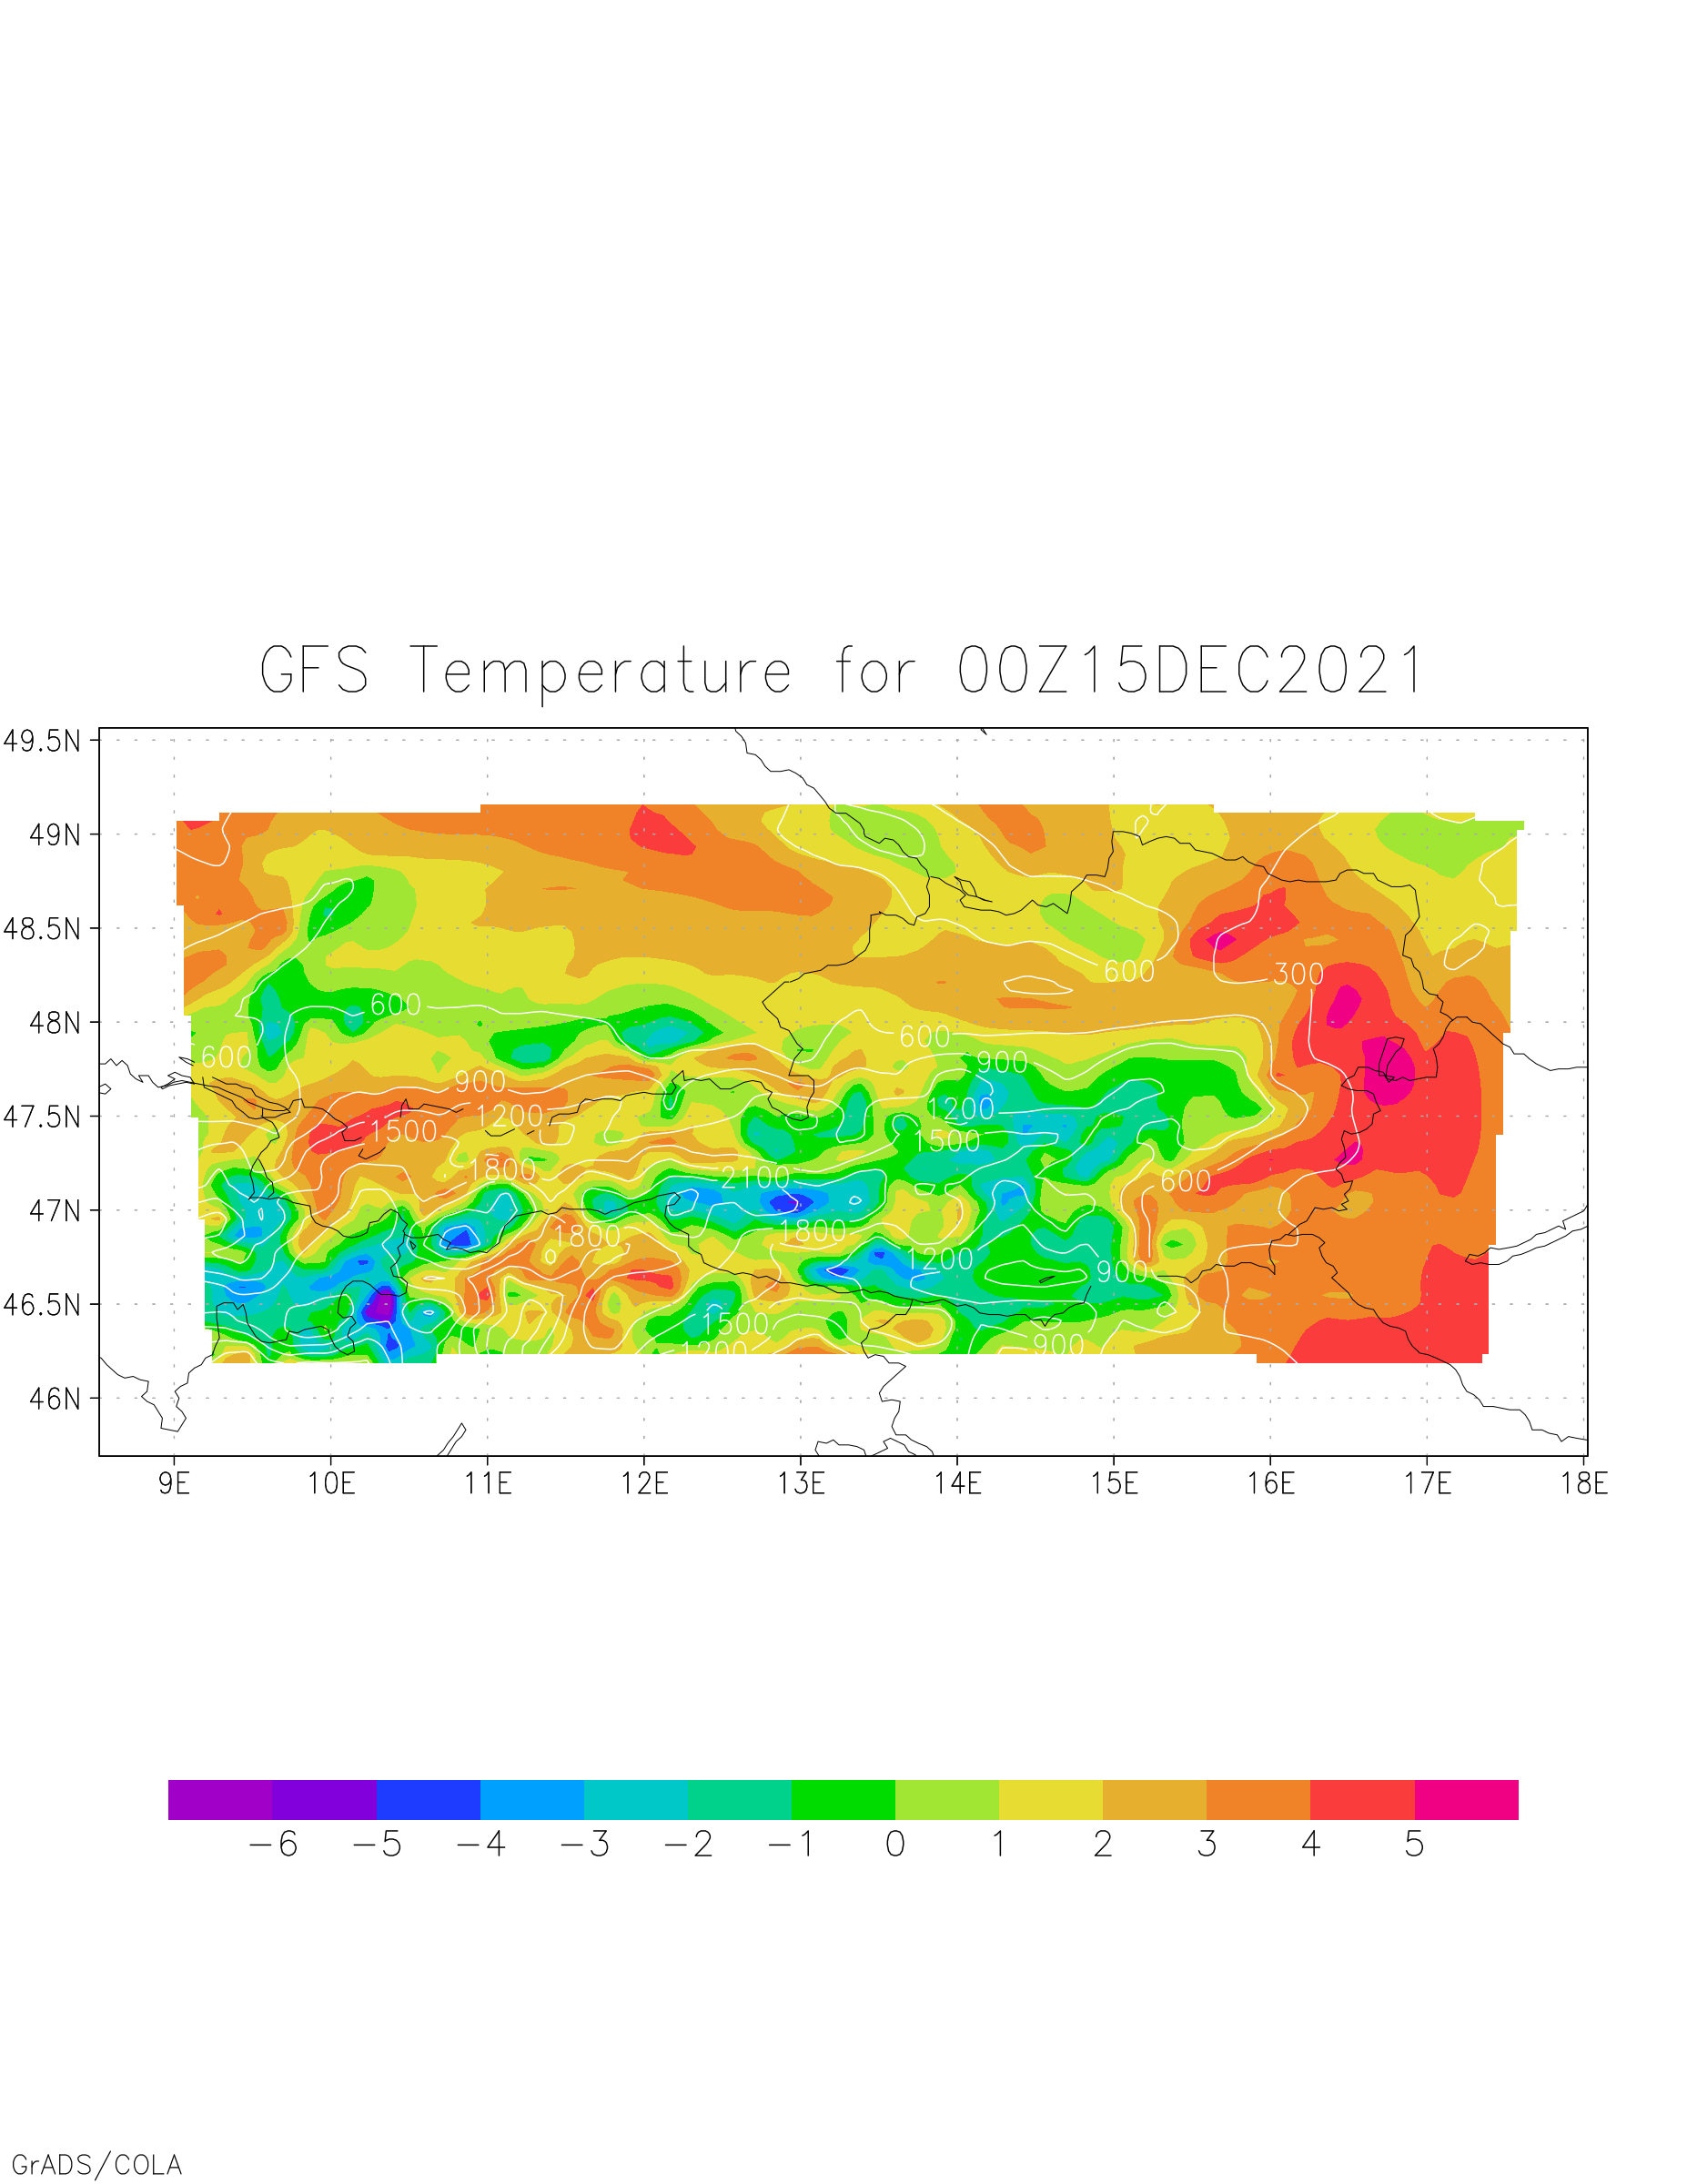 GFS Temperature for 00Z15DEC2021
49.5N
49N
48.5N
48N
47.5N
47N
46.5N
46N
600
300
600
600
600
900
900
1200
1200
1500
1500
1800
2100
600
1800
1800
1200
900
1500
900
1200
9E 10E 11E 12E 13E 14E 15E 16E 17E 18E
−6 −5 −4 −3 −2 −1 0 1 2 3 4 5
GrADS/COLA